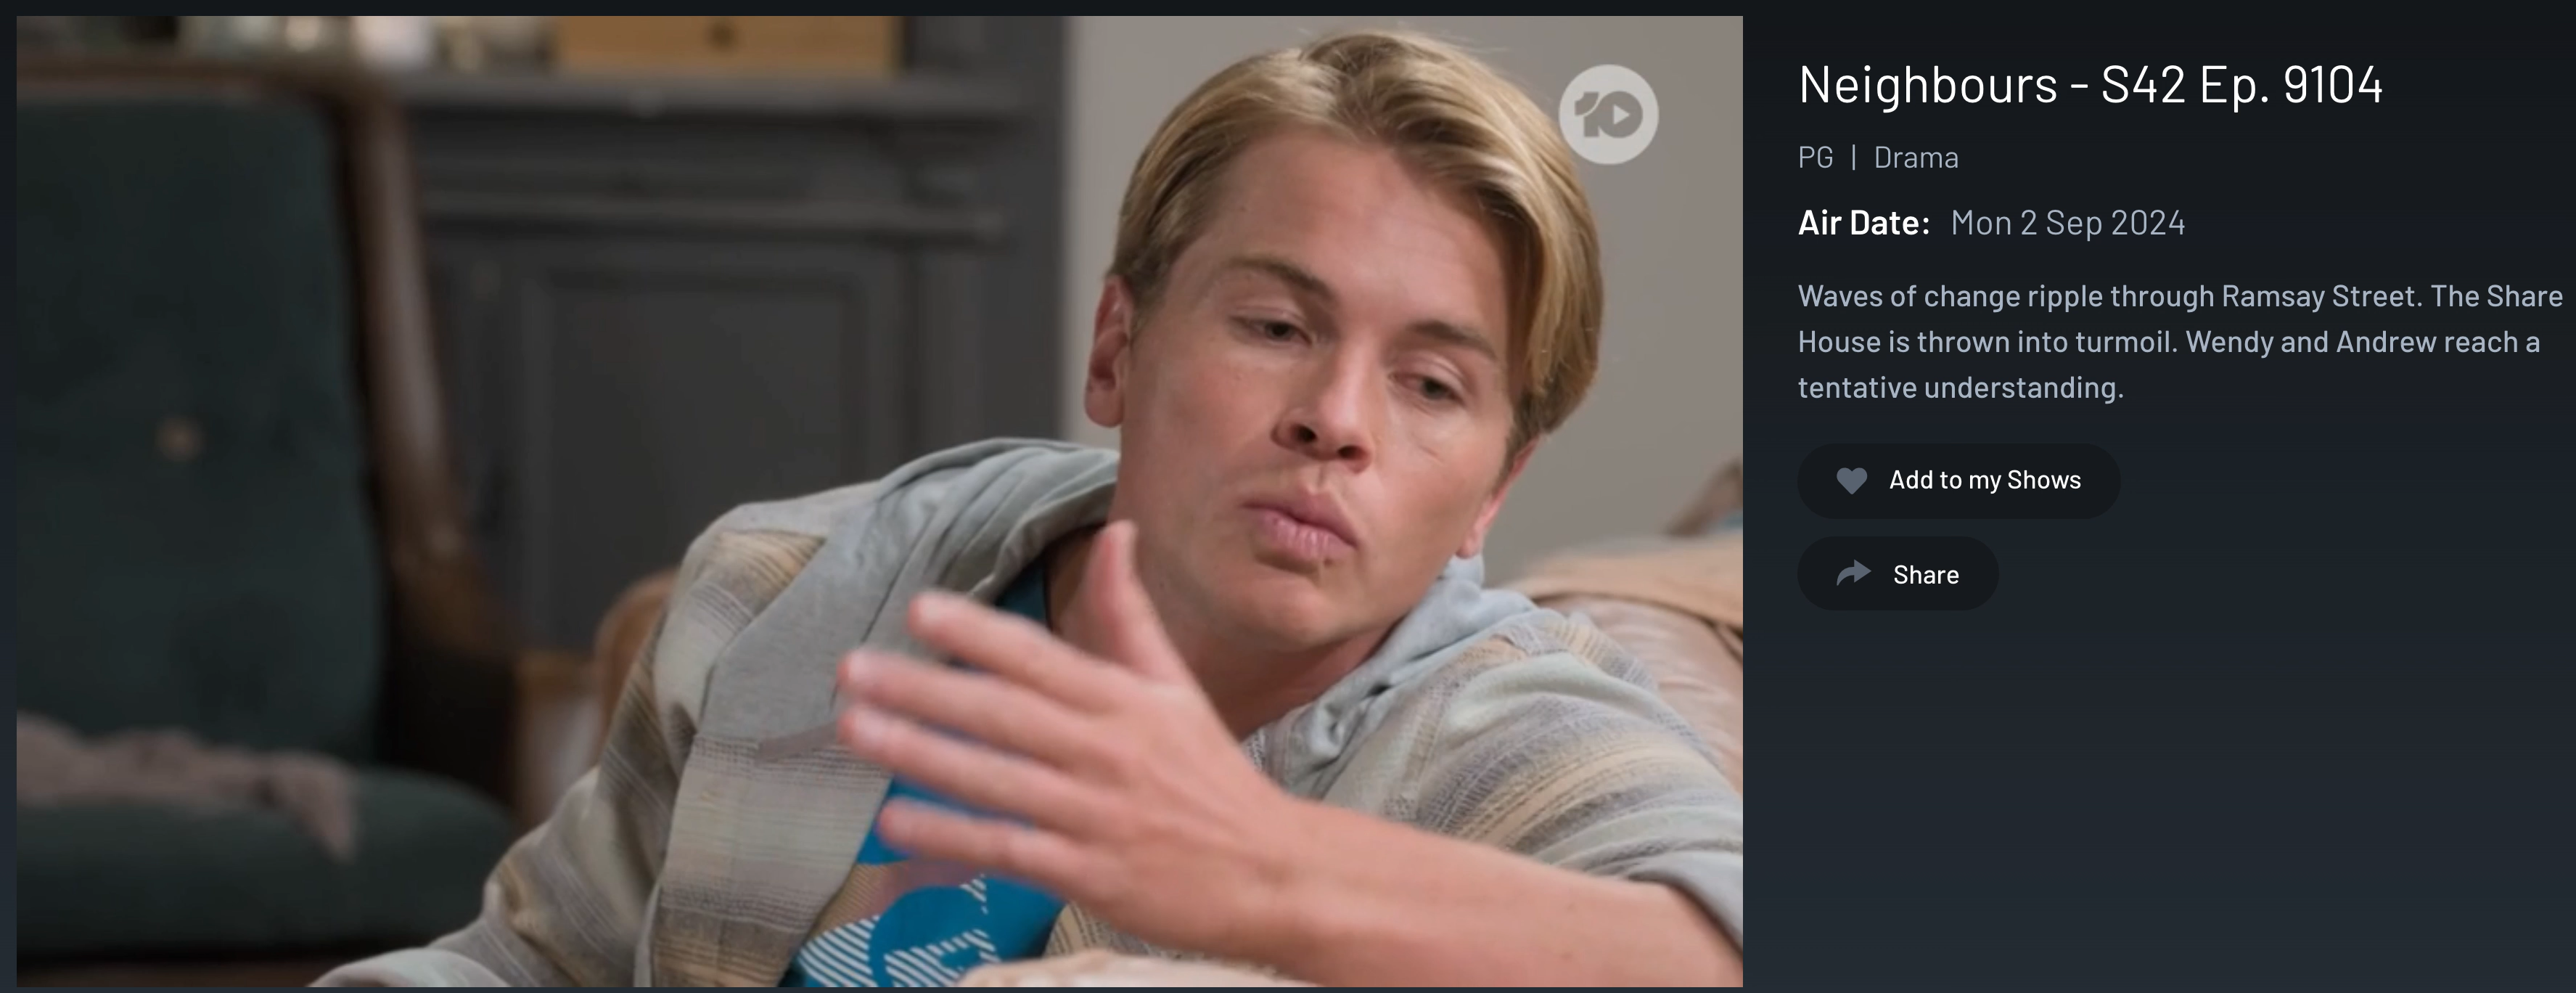 10
Neighbours - S42 Ep. 9104
PG | Drama
Air Date: Mon 2 Sep 2024
Waves of change ripple through Ramsay Street. The Share
House is thrown into turmoil. Wendy and Andrew reach a
tentative understanding.
Add to my Shows
Share